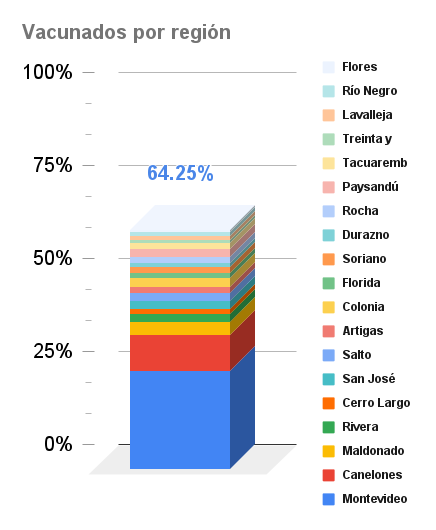 Vacunados por región
100%
75%
50%
25%
0%
64.25%
Flores
Río Negro
Lavalleja
Treinta y
Tacuaremb
Paysandú
Rocha
Durazno
Soriano
Florida
Colonia
Artigas
Salto
San José
Cerro Largo
Rivera
Maldonado
Canelones
Montevideo